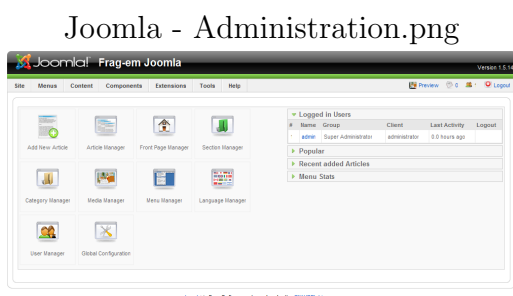 Joomla - Administration.png
Joomla! Frag-em Joomla
Version 1.5.14
Site Menus Content Components Extensions Tools Help Preview 0 1 Logout
Add New Article Article Manager Front Page Manager Section Manager
Category Manager Media Manager Menu Manager Language Manager
User Manager Global Configuration
Logged in Users
# Name Group Client Last Activity Logout
admin Super Administrator administrator 0.0 hours ago
Popular
Recent added Articles
Menu Stats